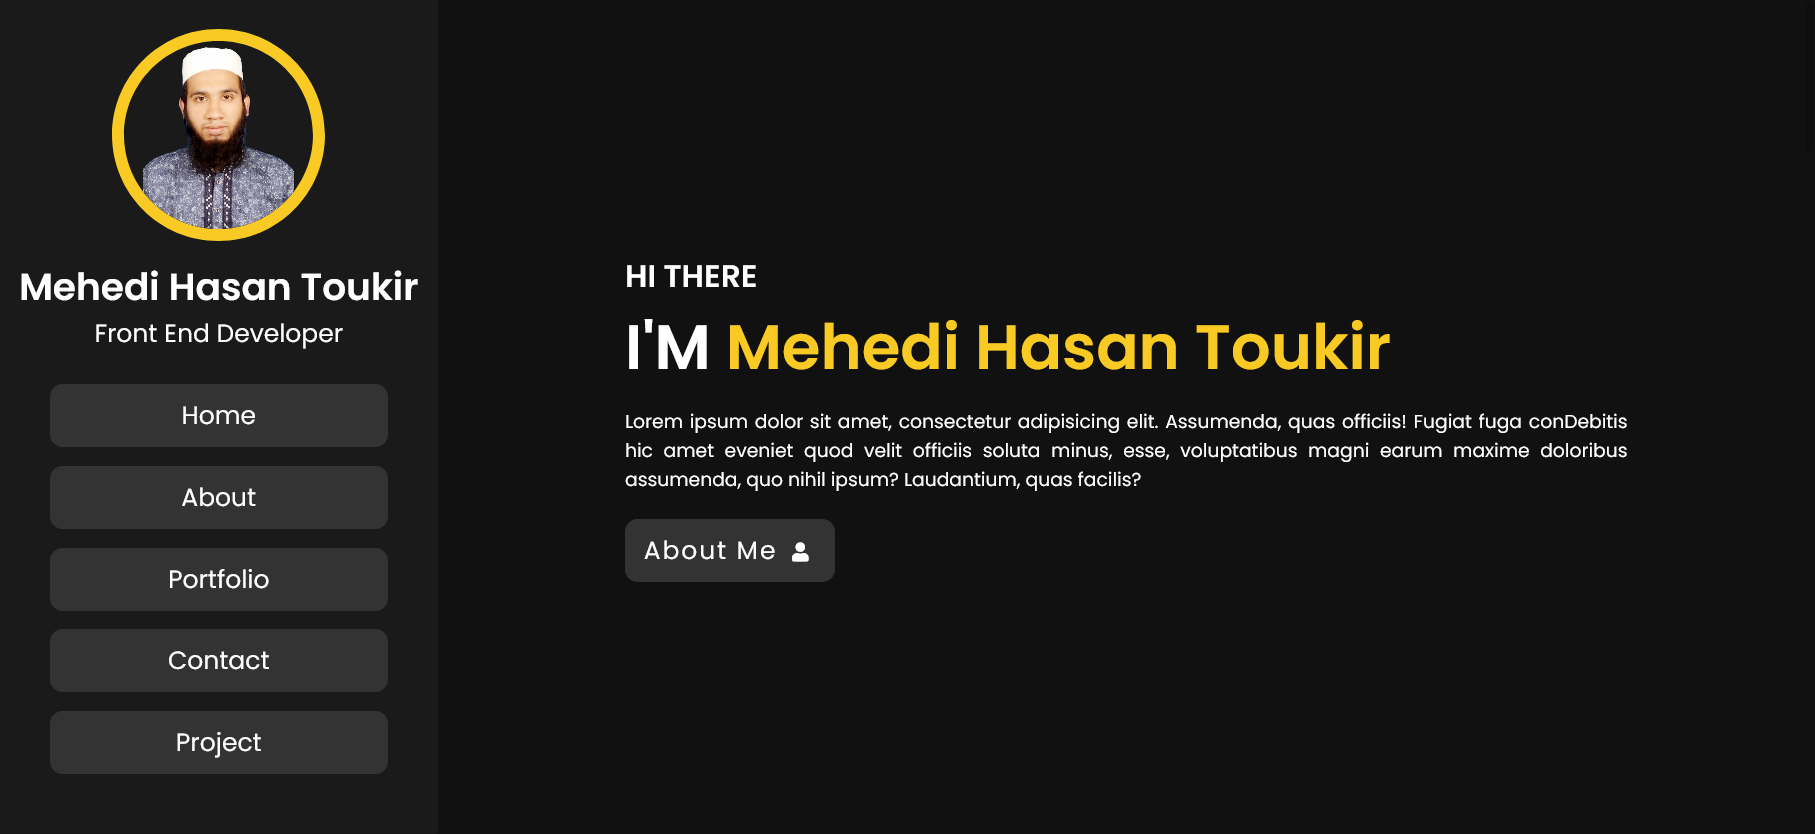 Mehedi Hasan Toukir
Front End Developer
Home
About
Portfolio
Contact
Project
HI THERE
I'M Mehedi Hasan Toukir
Lorem ipsum dolor sit amet, consectetur adipisicing elit. Assumenda, quas officiis! Fugiat fuga conDebitis
hic amet eveniet quod velit officiis soluta minus, esse, voluptatibus magni earum maxime doloribus
assumenda, quo nihil ipsum? Laudantium, quas facilis?
About Me